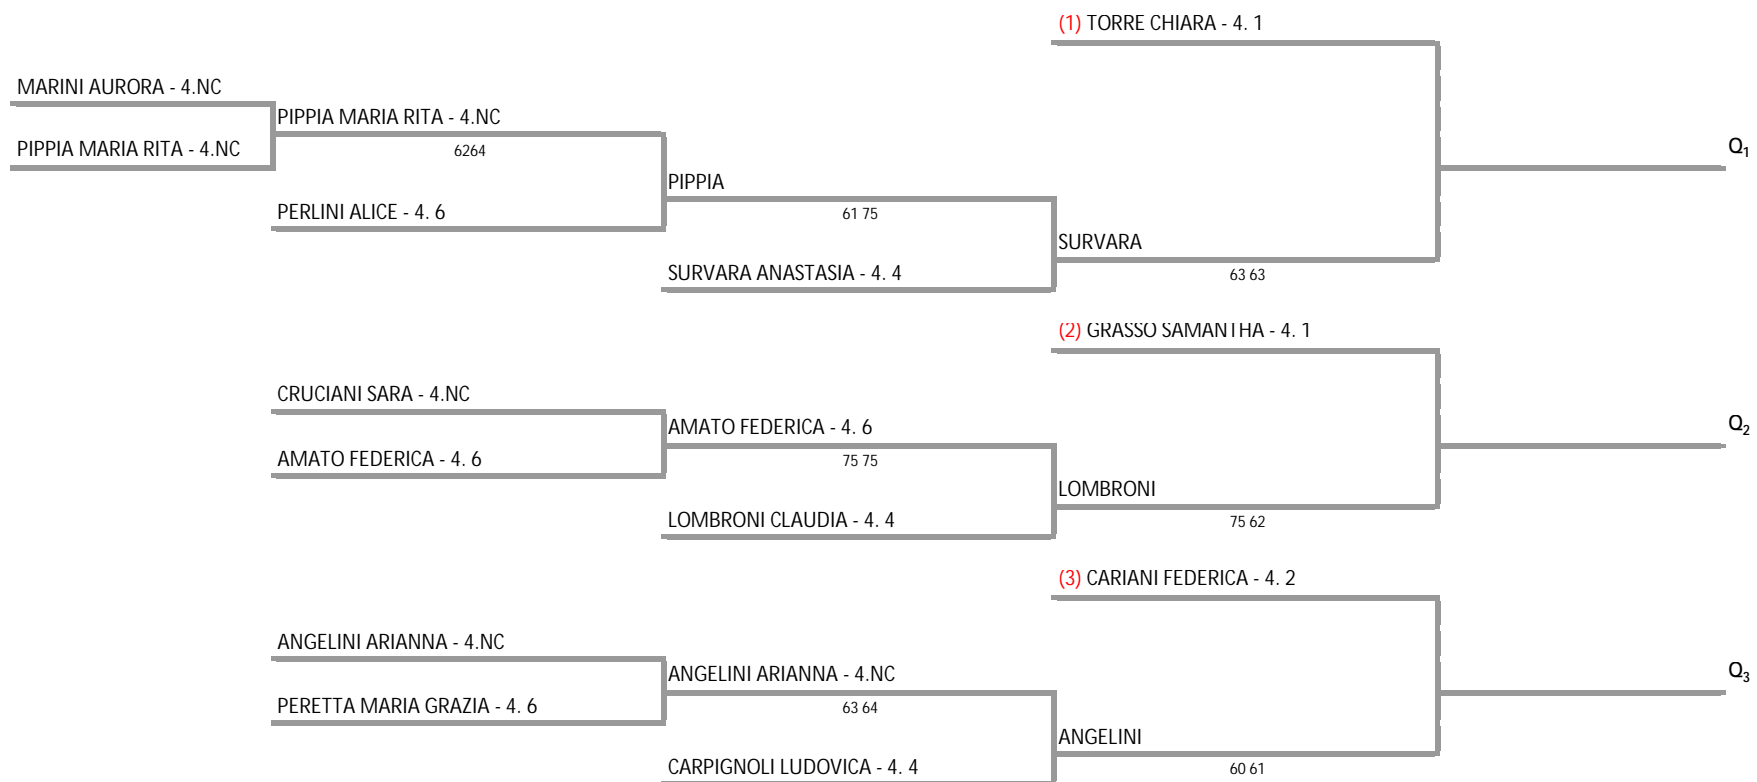 (1) TORRE CHIARA - 4. 1
MARINI AURORA - 4.NC
PIPPIA MARIA RITA - 4.NC
6264
PIPPIA MARIA RITA - 4.NC
Q1
PIPPIA
61 75
PERLINI ALICE - 4. 6
SURVARA
63 63
SURVARA ANASTASIA - 4. 4
(2) GRASSO SAMANTHA - 4. 1
CRUCIANI SARA - 4.NC
AMATO FEDERICA - 4. 6
75 75
Q2
AMATO FEDERICA - 4. 6
LOMBRONI
75 62
LOMBRONI CLAUDIA - 4. 4
(3) CARIANI FEDERICA - 4. 2
ANGELINI ARIANNA - 4.NC
ANGELINI ARIANNA - 4.NC
63 64
Q3
PERETTA MARIA GRAZIA - 4. 6
ANGELINI
60 61
CARPIGNOLI LUDOVICA - 4. 4